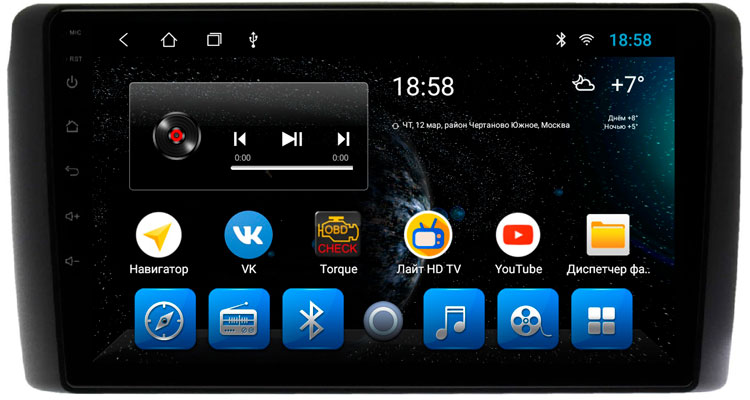 MIC
RST
18:58
18:58
+7°
ЧТ, 12 мар, район Чертаново Южное, Москва
Днём +8°
Ночью +5°
0:00
0:00
OBD
CHECK
Навигатор
VK
Torque
Лайт HD TV
YouTube
Диспетчер фа..